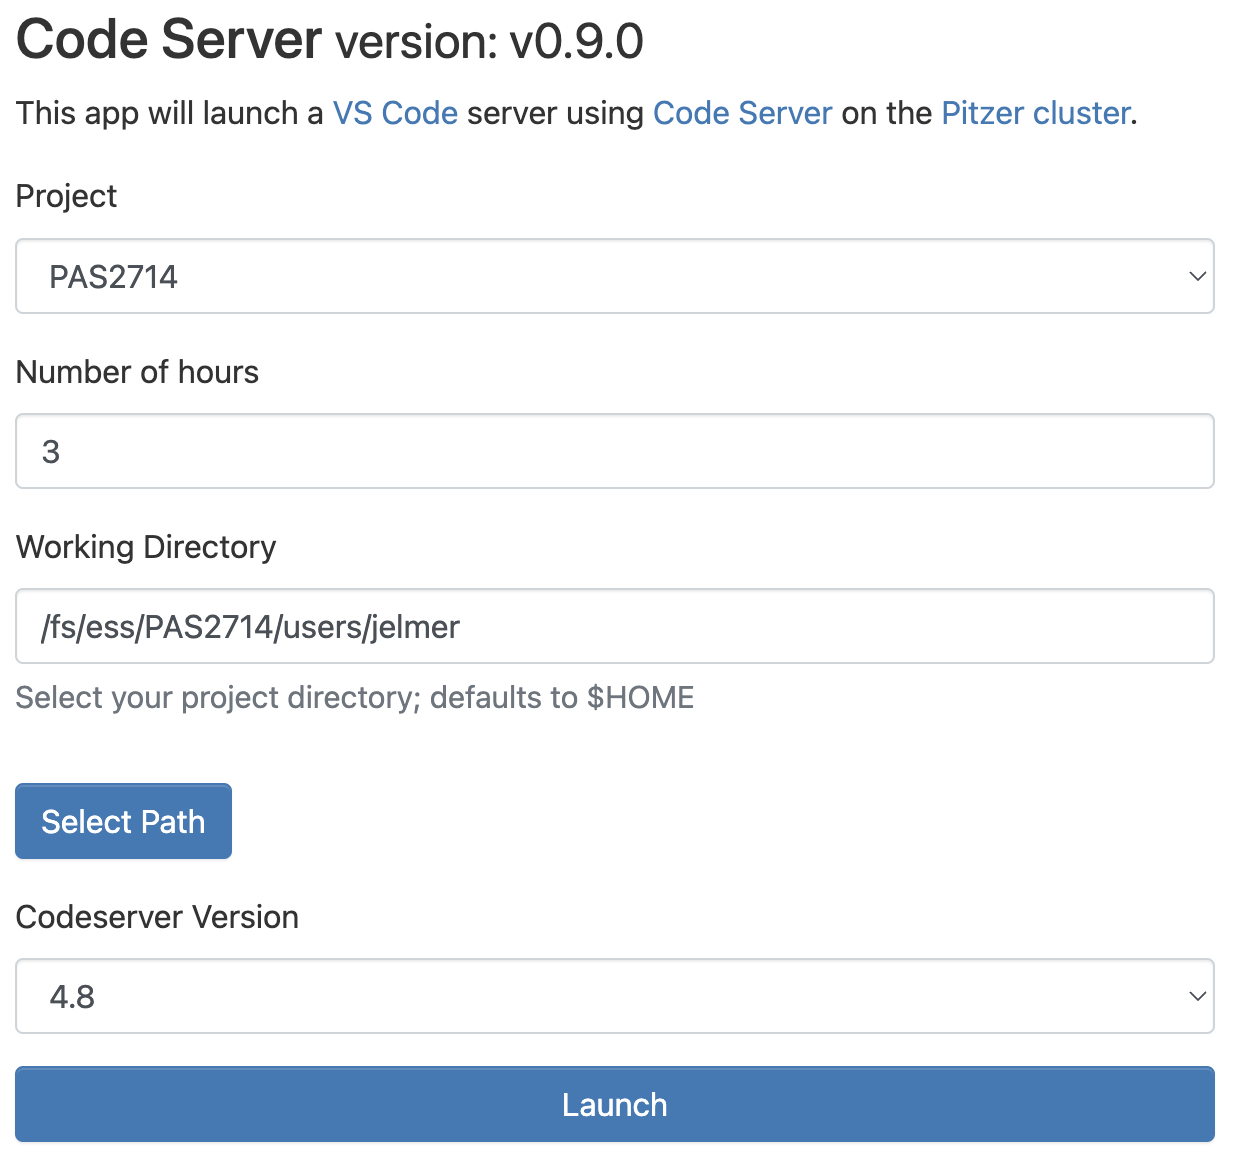 Code Server version: v0.9.0
This app will launch a VS Code server using Code Server on the Pitzer cluster.
Project
PAS2714
Number of hours
3
Working Directory
/fs/ess/PAS2714/users/jelmer
Select your project directory; defaults to $HOME
Select Path
Codeserver Version
4.8
Launch